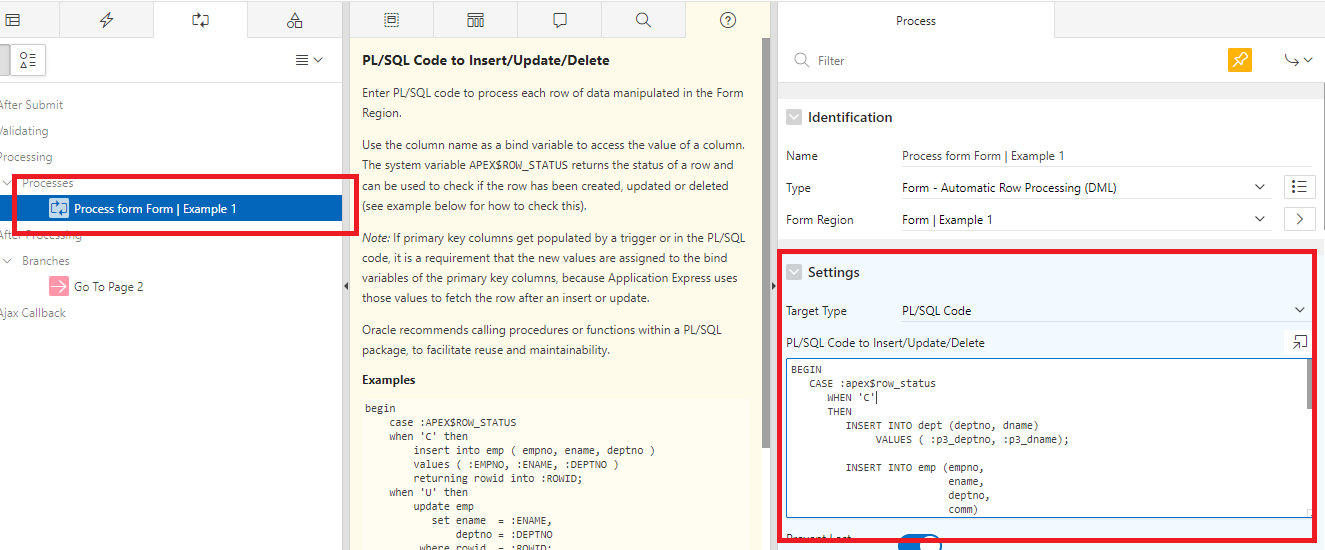 After Submit
Validating
Processing
Processes
Process form Form | Example 1
After Processing
Branches
Go To Page 2
Ajax Callback
PL/SQL Code to Insert/Update/Delete
Enter PL/SQL code to process each row of data manipulated in the Form
Region.
Use the column name as a bind variable to access the value of a column.
The system variable APEX$ROW_STATUS returns the status of a row and
can be used to check if the row has been created, updated or deleted
(see example below for how to check this).
Note: If primary key columns get populated by a trigger or in the PL/SQL
code, it is a requirement that the new values are assigned to the bind
variables of the primary key columns, because Application Express uses
those values to fetch the row after an insert or update.
Oracle recommends calling procedures or functions within a PL/SQL
package, to facilitate reuse and maintainability.
Examples
begin
case :APEX$ROW_STATUS
when 'C' then
insert into emp ( empno, ename, deptno )
values ( :EMPNO, :ENAME, :DEPTNO )
returning rowid into :ROWID;
when 'U' then
update emp
set ename = :ENAME,
deptno = :DEPTNO
where rowid = :ROWID;
Process
Filter
Identification
Name Process form Form | Example 1
Type Form - Automatic Row Processing (DML)
Form Region Form | Example 1
Settings
Target Type PL/SQL Code
PL/SQL Code to Insert/Update/Delete
BEGIN
CASE :apex$row_status
WHEN 'C'
THEN
INSERT INTO dept (deptno, dname)
VALUES ( :p3_deptno, :p3_dname);
INSERT INTO emp (empno,
ename,
deptno,
comm)
Prevent Lost